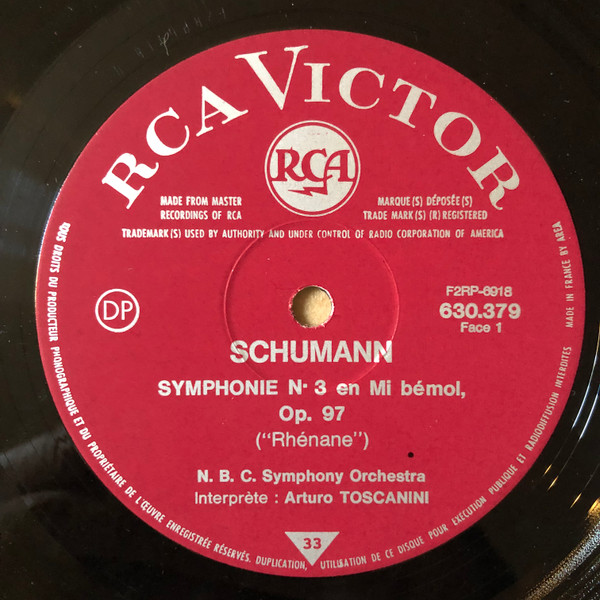 RCA VICTOR
RCA
MADE FROM MASTER
RECORDINGS OF RCA
MARQUE(S) DÉPOSÉE(S)
TRADE MARK(S) (R) REGISTERED
TRADEMARK(S) USED BY AUTHORITY AND UNDER CONTROL OF RADIO CORPORATION OF AMERICA
DP
F2RP-6918
630.379
Face 1
SCHUMANN
SYMPHONIE N· 3 en Mi bémol,
Op. 97
("Rhénane")
N. B. C. Symphony Orchestra
Interprète : Arturo TOSCANINI
33
TOUS DROITS DU PRODUCTEUR PHONOGRAPHIQUE ET DU PROPRIÉTAIRE DE L'ŒUVRE ENREGISTRÉE RÉSERVÉS. DUPLICATION, UTILISATION DE CE DISQUE POUR EXÉCUTION PUBLIQUE ET RADIODIFFUSION INTERDITES
MADE IN FRANCE BY AREA